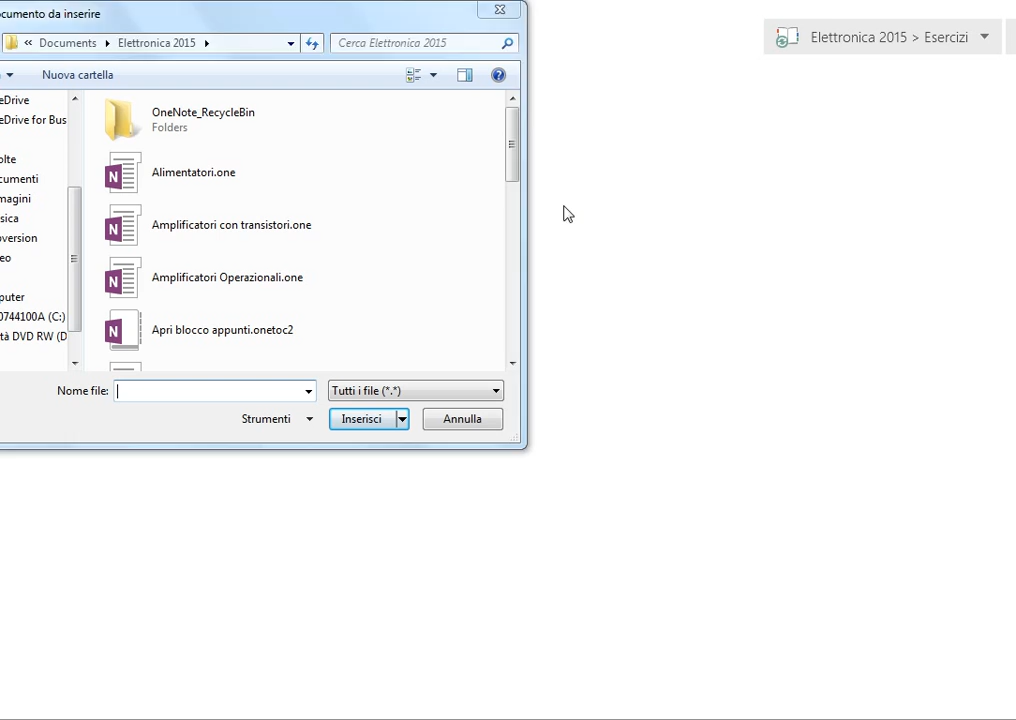 ocumento da inserire
« Documents ▸ Elettronica 2015 ▸
Cerca Elettronica 2015
Elettronica 2015 > Esercizi
Nuova cartella
eDrive
eDrive for Bus
olte
cumenti
magini
sica
bversion
eo
puter
0744100A (C:)
tà DVD RW (D
OneNote_RecycleBin
Folders
Alimentatori.one
Amplificatori con transistori.one
Amplificatori Operazionali.one
Apri blocco appunti.onetoc2
Nome file:
Tutti i file (*.*)
Strumenti
Inserisci
Annulla